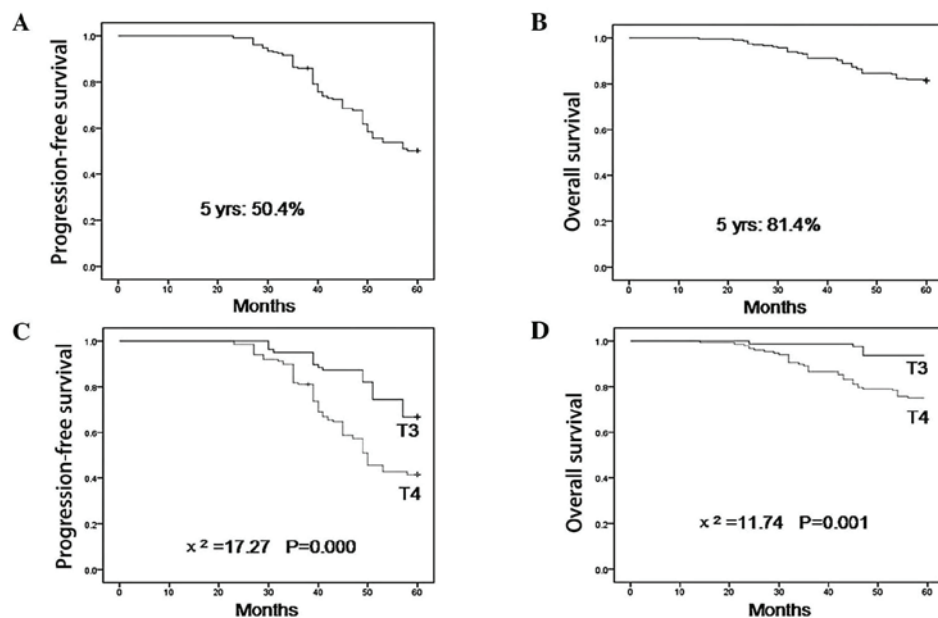 A
Progression-free survival
1.0
0.8
0.6
0.4
0.2
0.0
5 yrs: 50.4%
0 10 20 30 40 50 60
Months
B
Overall survival
1.0
0.8
0.6
0.4
0.2
0.0
5 yrs: 81.4%
0 10 20 30 40 50 60
Months
C
Progression-free survival
1.0
0.8
0.6
0.4
0.2
0.0
T3
T4
x ² =17.27 P=0.000
0 10 20 30 40 50 60
Months
D
Overall survival
1.0
0.8
0.6
0.4
0.2
0.0
T3
T4
x ² =11.74 P=0.001
0 10 20 30 40 50 60
Months